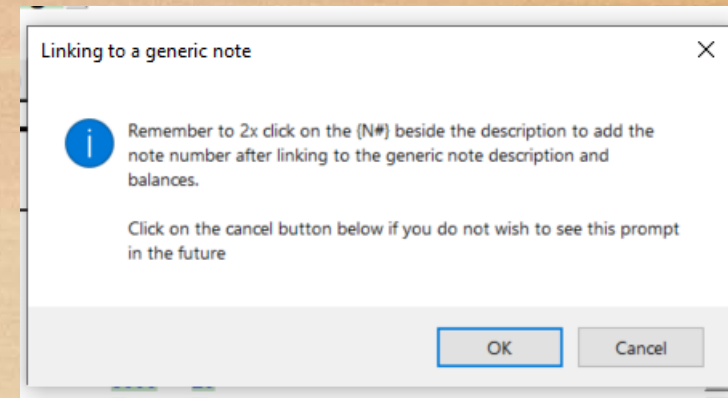 Linking to a generic note
Remember to 2x click on the {N#} beside the description to add the
note number after linking to the generic note description and
balances.
Click on the cancel button below if you do not wish to see this prompt
in the future
OK
Cancel